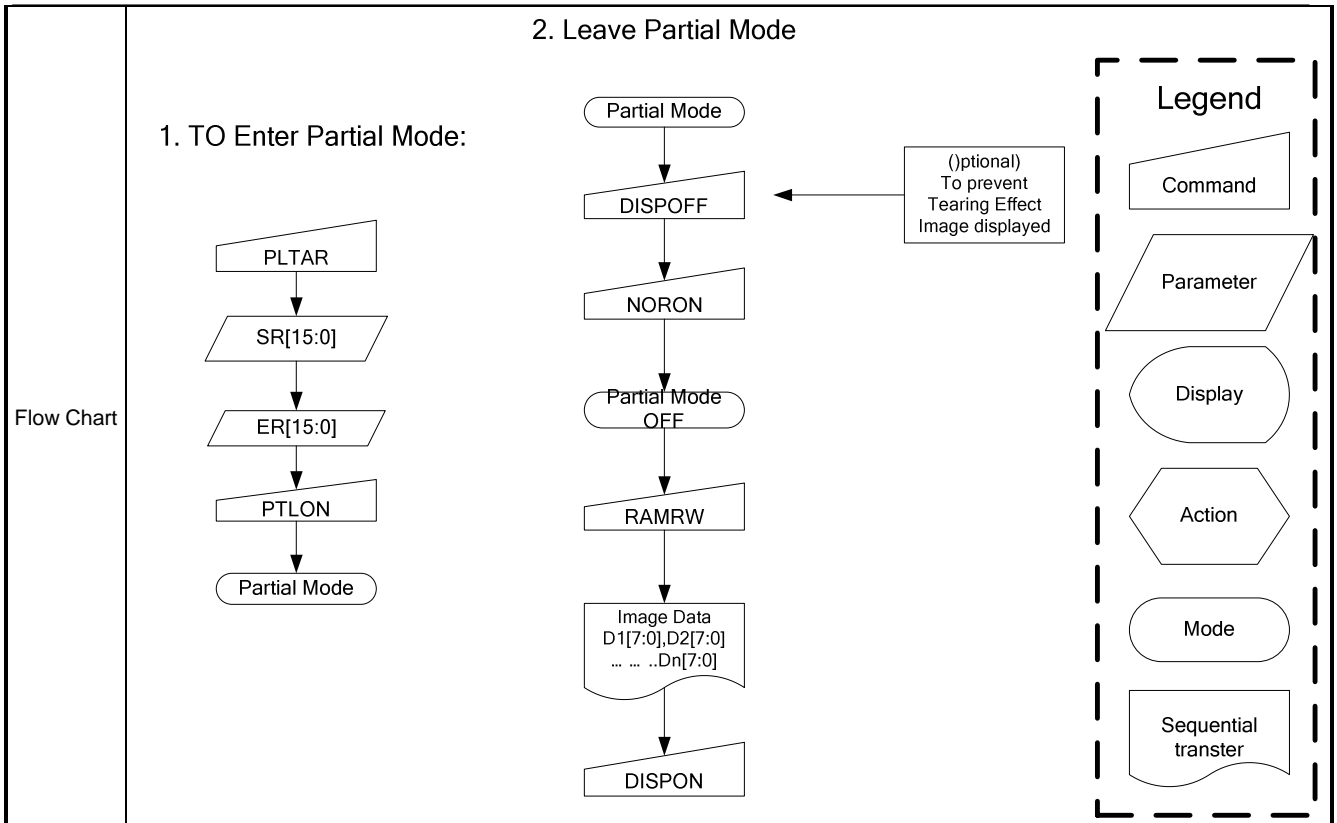 Flow Chart
1. TO Enter Partial Mode:
PLTAR
SR[15:0]
ER[15:0]
PTLON
Partial Mode
2. Leave Partial Mode
Partial Mode
DISPOFF
()ptional)
To prevent
Tearing Effect
Image displayed
NORON
Partial Mode
OFF
RAMRW
Image Data
D1[7:0],D2[7:0]
... ... ..Dn[7:0]
DISPON
Legend
Command
Parameter
Display
Action
Mode
Sequential
transter